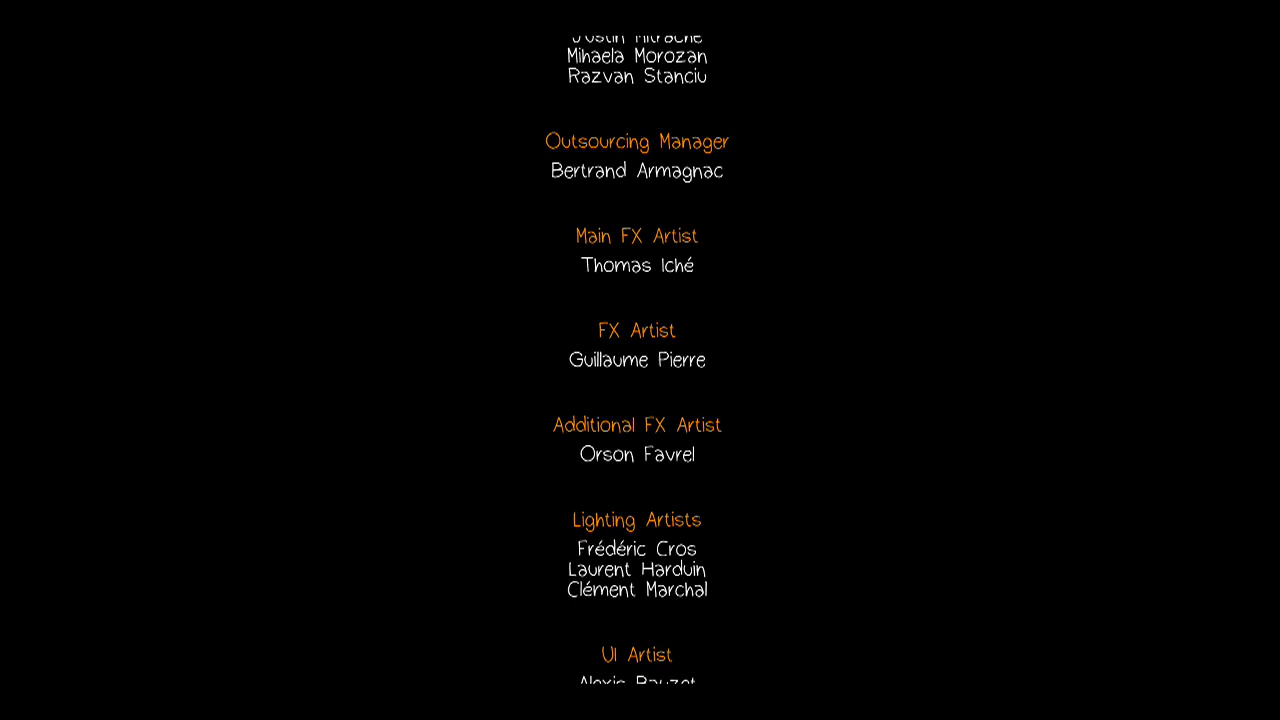 Mihaela Morozan
Razvan Stanciu
Outsourcing Manager
Bertrand Armagnac
Main FX Artist
Thomas Iché
FX Artist
Guillaume Pierre
Additional FX Artist
Orson Favrel
Lighting Artists
Frédéric Cros
Laurent Harduin
Clément Marchal
UI Artist